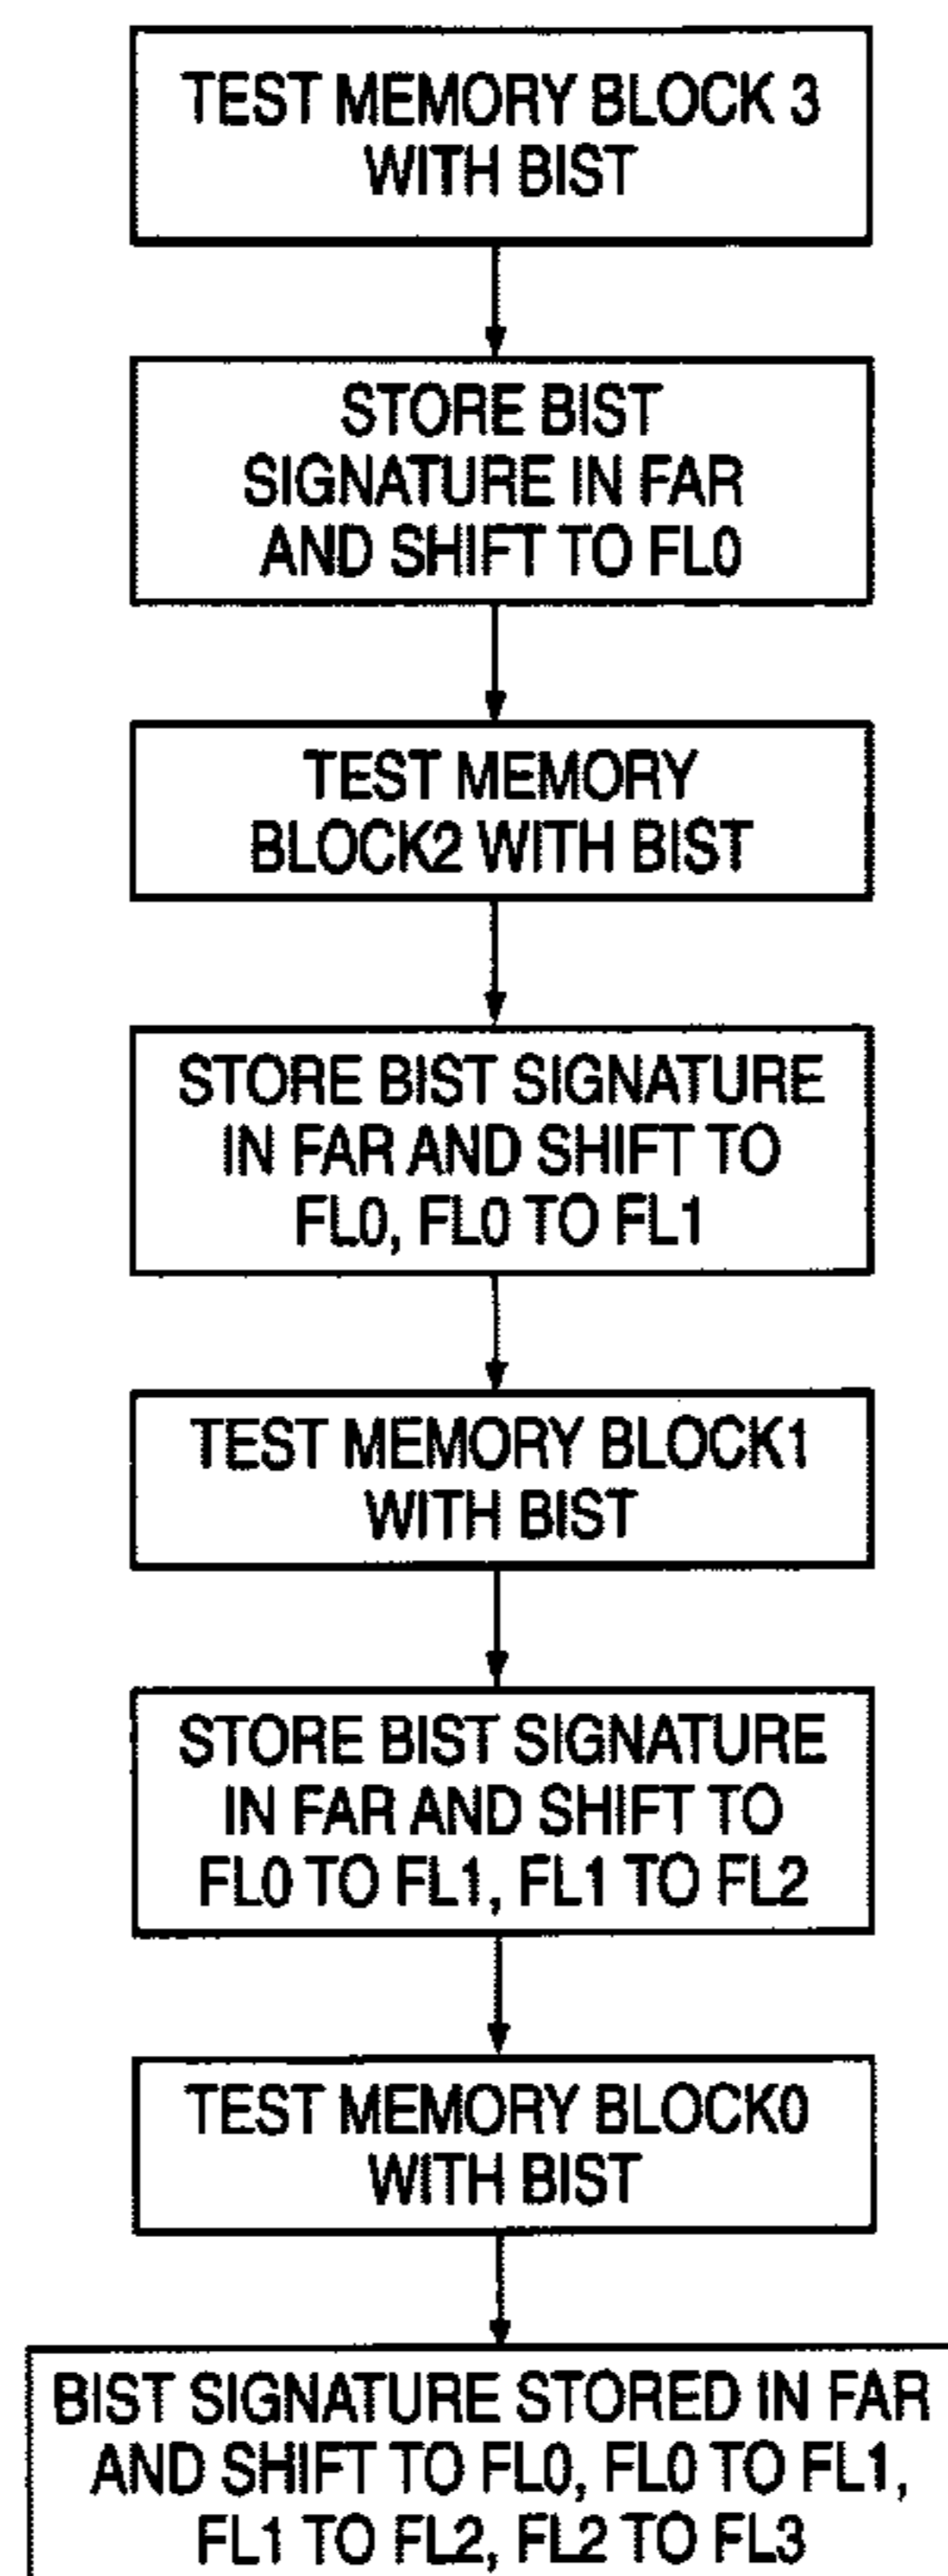 TEST MEMORY BLOCK 3
WITH BIST
STORE BIST
SIGNATURE IN FAR
AND SHIFT TO FL0
TEST MEMORY
BLOCK2 WITH BIST
STORE BIST SIGNATURE
IN FAR AND SHIFT TO
FL0, FL0 TO FL1
TEST MEMORY BLOCK1
WITH BIST
STORE BIST SIGNATURE
IN FAR AND SHIFT TO
FL0 TO FL1, FL1 TO FL2
TEST MEMORY BLOCK0
WITH BIST
BIST SIGNATURE STORED IN FAR
AND SHIFT TO FL0, FL0 TO FL1,
FL1 TO FL2, FL2 TO FL3